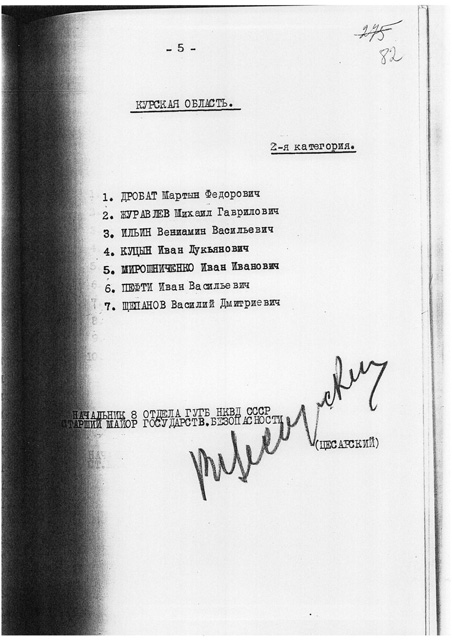 - 5 -
275
82
КУРСКАЯ ОБЛАСТЬ.
2-я категория.
1. ДРОБАТ Мартын Федорович
2. ЖУРАВЛЕВ Михаил Гаврилович
3. ИЛЬИН Вениамин Васильевич
4. КУЦЫН Иван Лукьянович
5. МИРОШНИЧЕНКО Иван Иванович
6. ПЕФТИ Иван Васильевич
7. ЩЕПАНОВ Василий Дмитриевич
НАЧАЛЬНИК 8 ОТДЕЛА ГУГБ НКВД СССР
СТАРШИЙ МАЙОР ГОСУДАРСТВ.БЕЗОПАСНОСТИ
(ЦЕСАРСКИЙ)